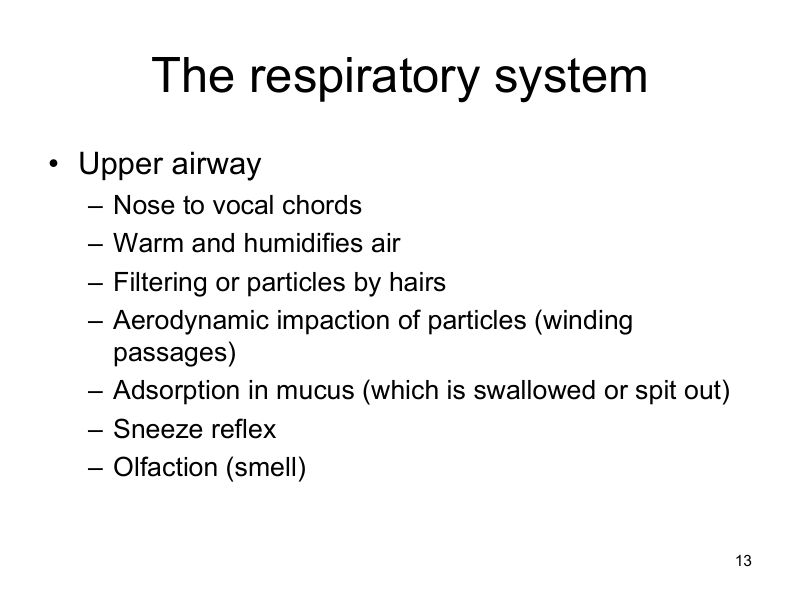 The respiratory system
• Upper airway
– Nose to vocal chords
– Warm and humidifies air
– Filtering or particles by hairs
– Aerodynamic impaction of particles (winding
passages)
– Adsorption in mucus (which is swallowed or spit out)
– Sneeze reflex
– Olfaction (smell)
13